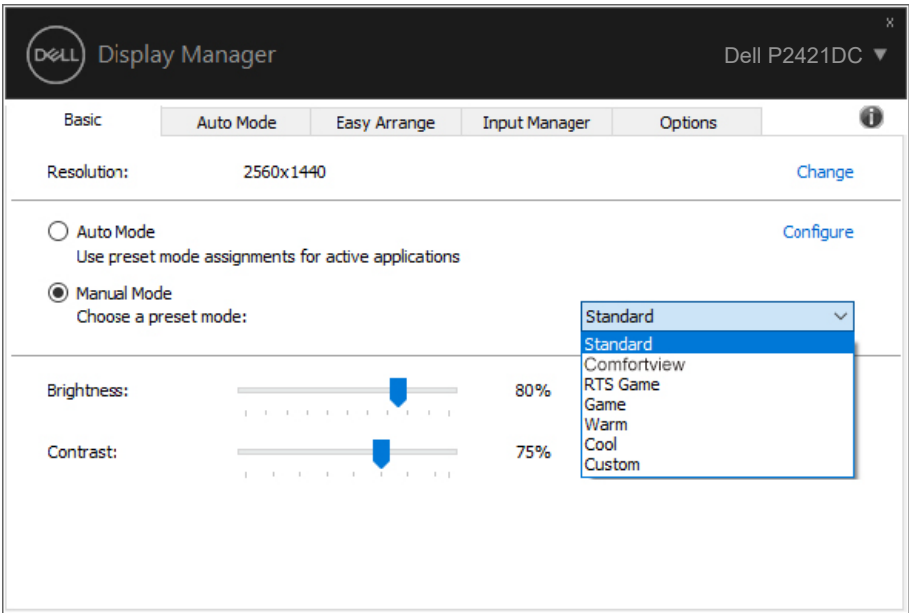 x
DELL Display Manager
Dell P2421DC ▼
Basic Auto Mode Easy Arrange Input Manager Options
Resolution: 2560x1440 Change
Auto Mode Configure
Use preset mode assignments for active applications
Manual Mode
Choose a preset mode: Standard
Standard
Comfortview
RTS Game
Game
Warm
Cool
Custom
Brightness: 80%
Contrast: 75%